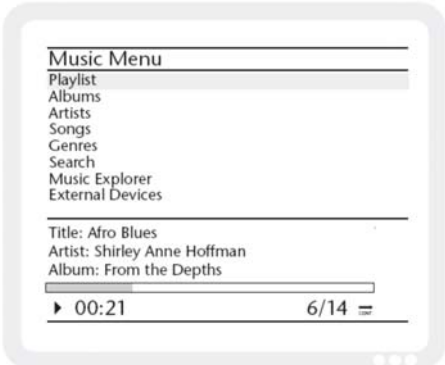 Music Menu
Playlist
Albums
Artists
Songs
Genres
Search
Music Explorer
External Devices
Title: Afro Blues
Artist: Shirley Anne Hoffman
Album: From the Depths
00:21 6/14